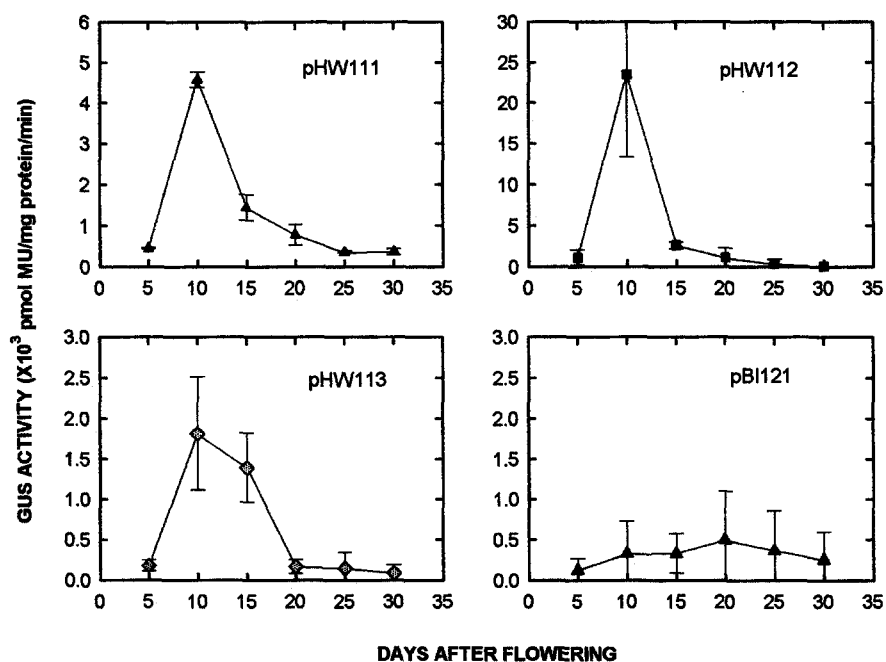 GUS ACTIVITY (X10³ pmol MU/mg protein/min)
pHW111
6
5
4
3
2
1
0
0 5 10 15 20 25 30 35
pHW112
30
25
20
15
10
5
0
0 5 10 15 20 25 30 35
pHW113
3.0
2.5
2.0
1.5
1.0
0.5
0.0
0 5 10 15 20 25 30 35
pBI121
3.0
2.5
2.0
1.5
1.0
0.5
0.0
0 5 10 15 20 25 30 35
DAYS AFTER FLOWERING